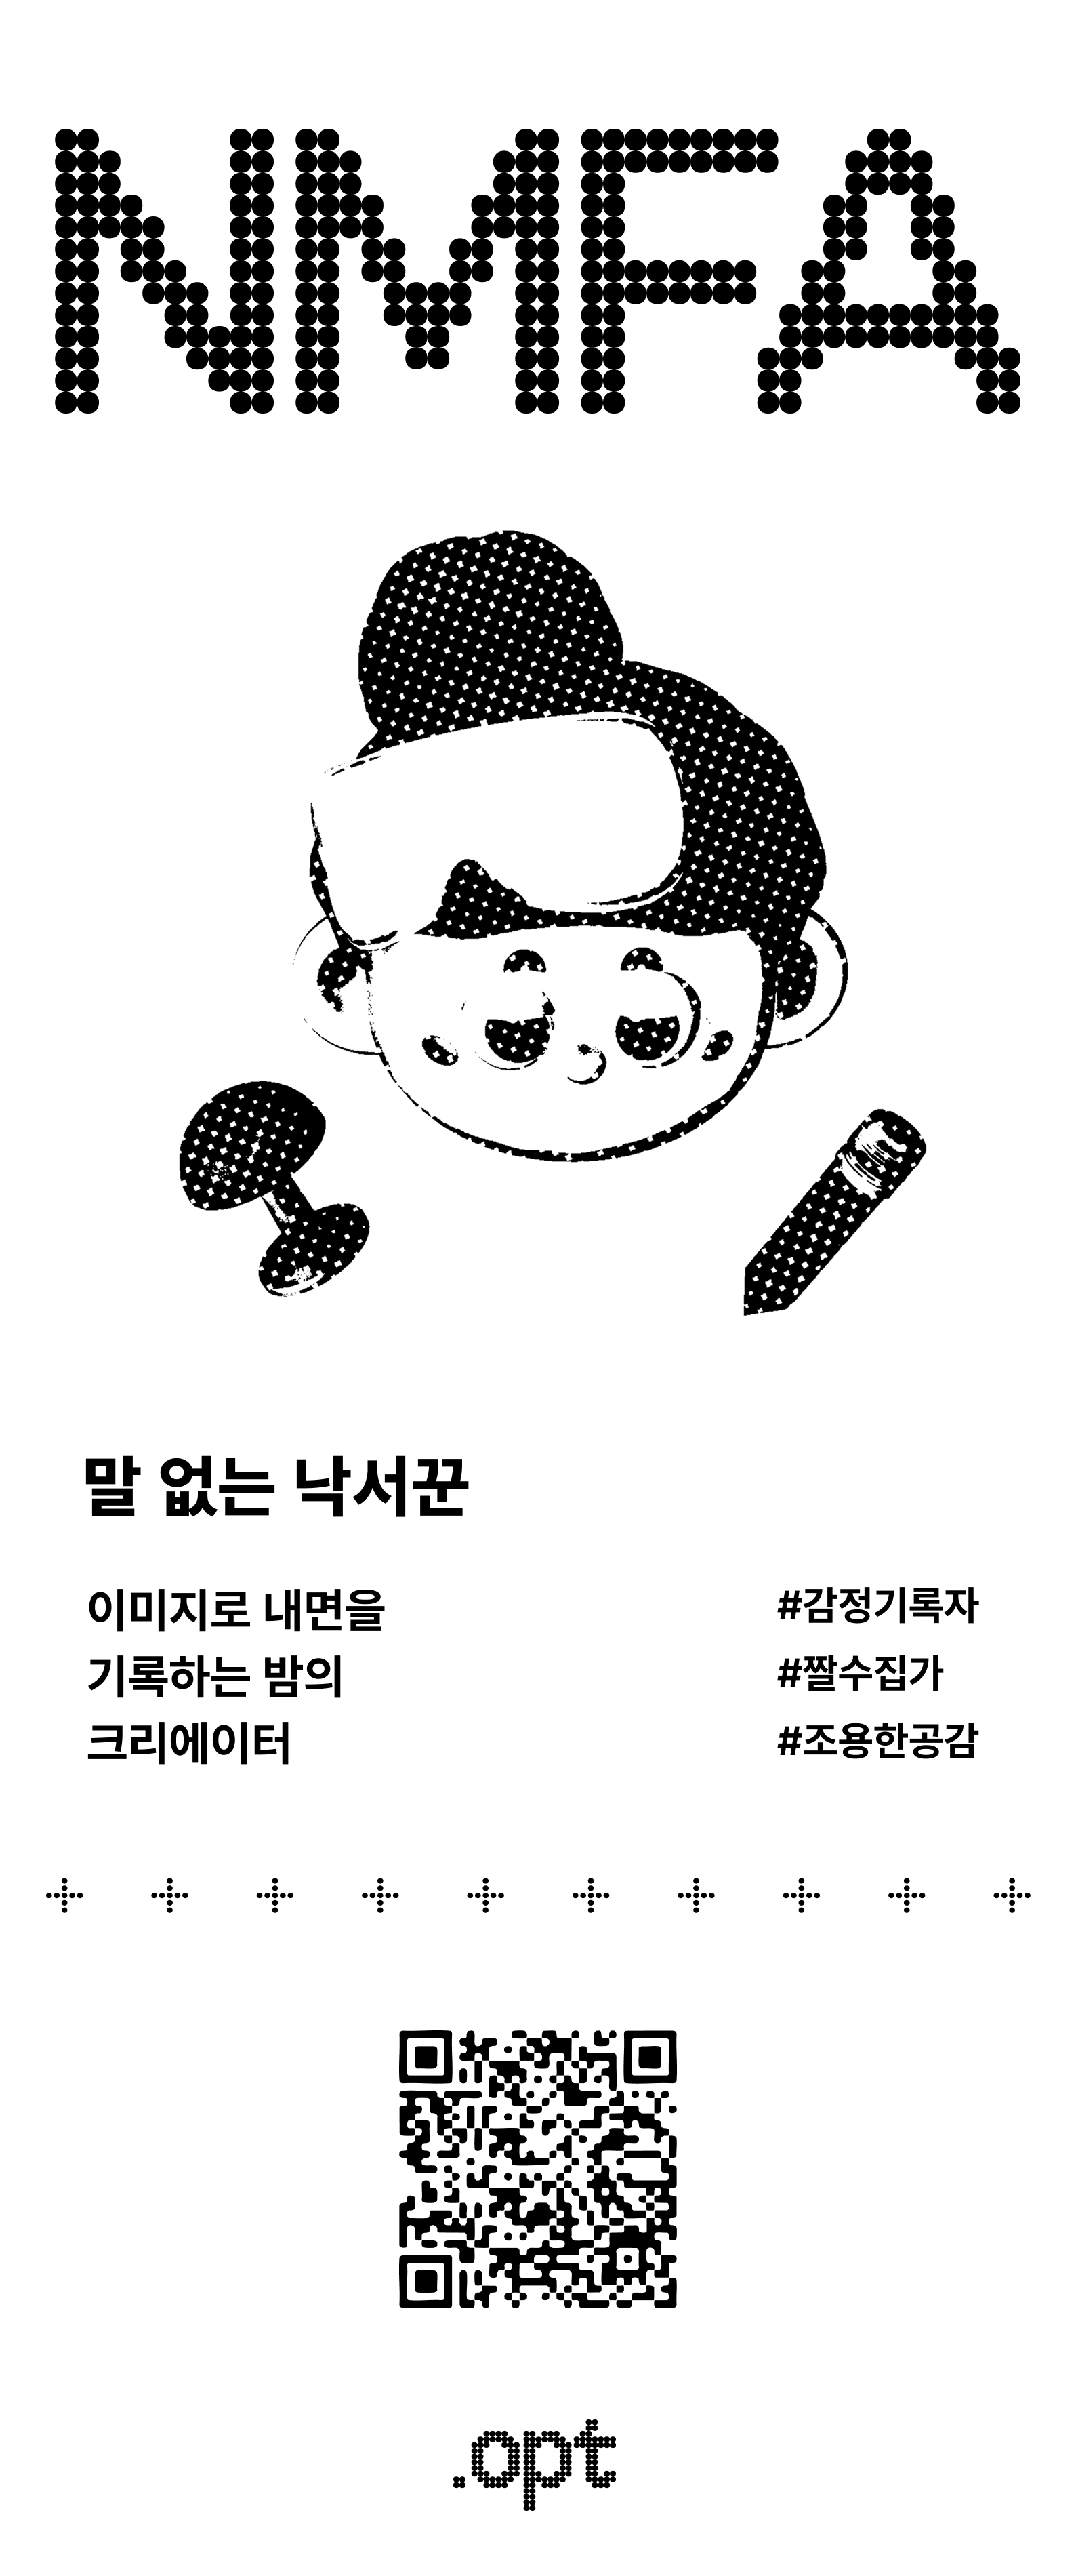 NMFA
말 없는 낙서꾼
이미지로 내면을
기록하는 밤의
크리에이터
#감정기록자
#짤수집가
#조용한공감
.opt